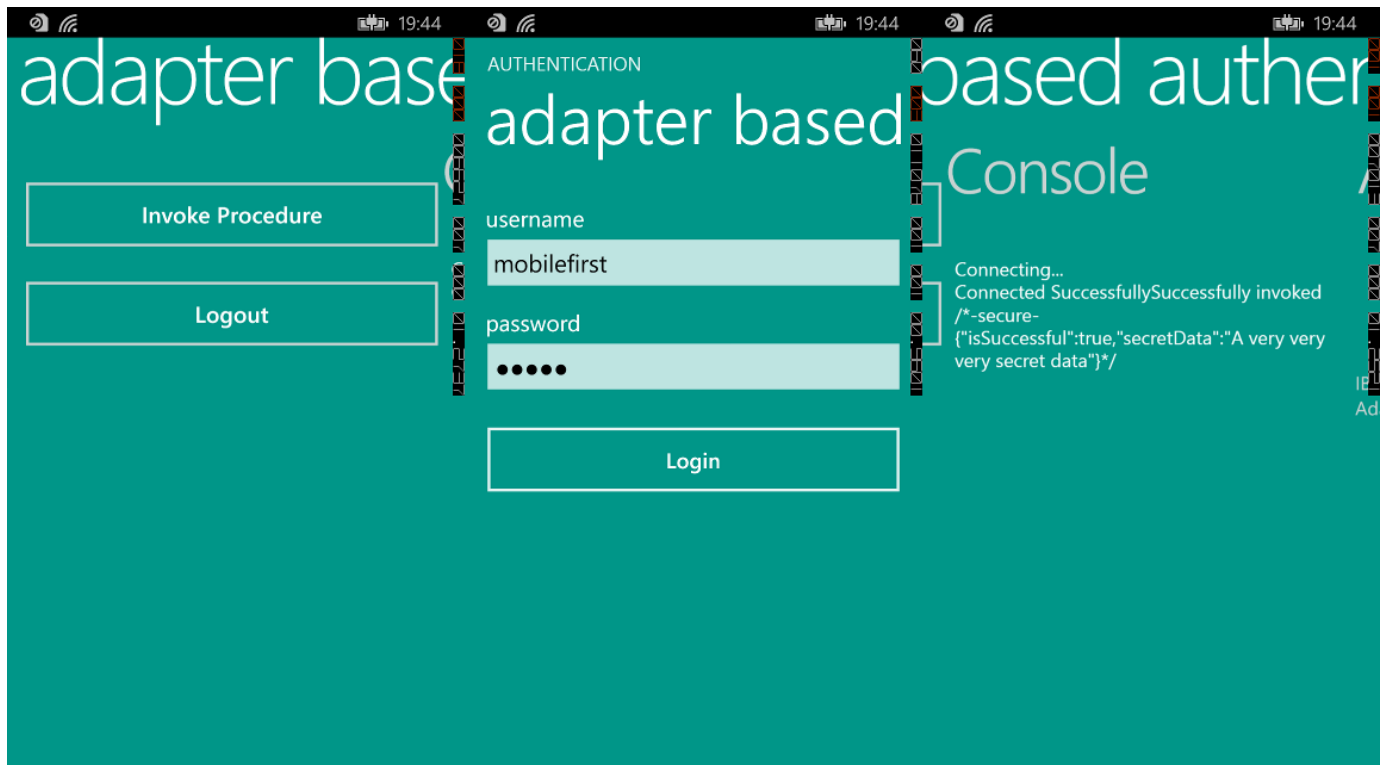 19:44
adapter base
Invoke Procedure
Logout
19:44
AUTHENTICATION
adapter based
username
mobilefirst
password
●●●●●
Login
19:44
based authen
Console
Connecting...
Connected SuccessfullySuccessfully invoked
/*-secure-
{"isSuccessful":true,"secretData":"A very very
very secret data"}*/
Ad